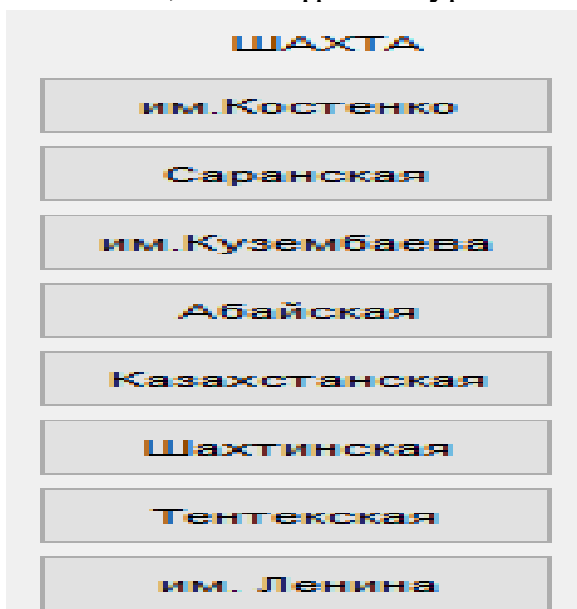 ШАХТА
им.Костенко
Саранская
им.Кузембаева
Абайская
Казахстанская
Шахтинская
Тентекская
им. Ленина